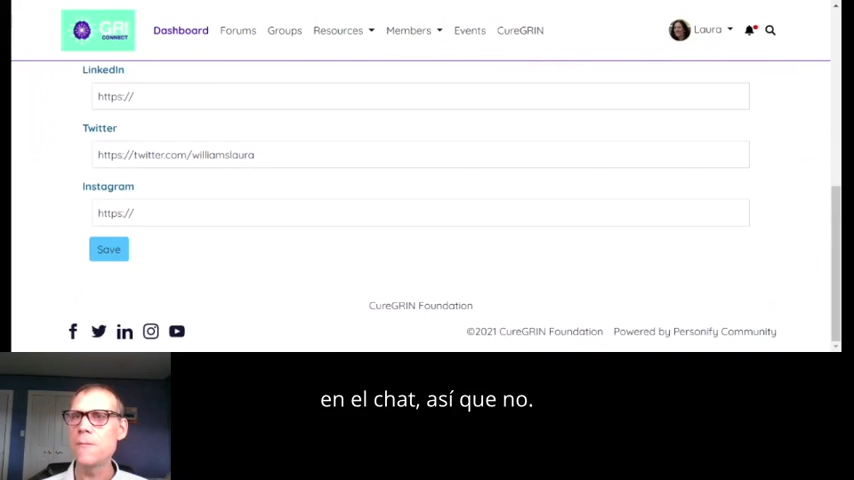 GRI
CONNECT
Dashboard Forums Groups Resources Members Events CureGRIN Laura
LinkedIn
https://
Twitter
https://twitter.com/williamslaura
Instagram
https://
Save
CureGRIN Foundation
©2021 CureGRIN Foundation Powered by Personify Community
en el chat, así que no.